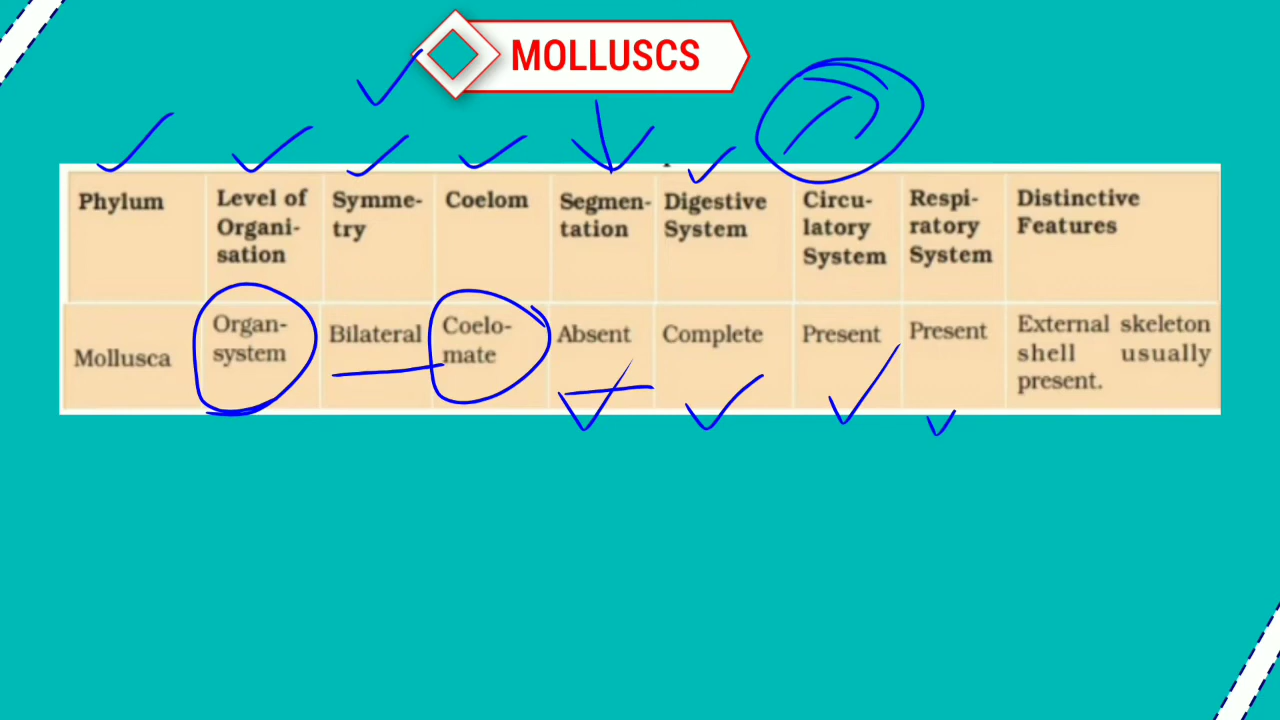 MOLLUSCS
Phylum
Level of
Organi-
sation
Symme-
try
Coelom
Segmen-
tation
Digestive
System
Circu-
latory
System
Respi-
ratory
System
Distinctive
Features
Mollusca
Organ-
system
Bilateral
Coelo-
mate
Absent
Complete
Present
Present
External skeleton
shell usually
present.